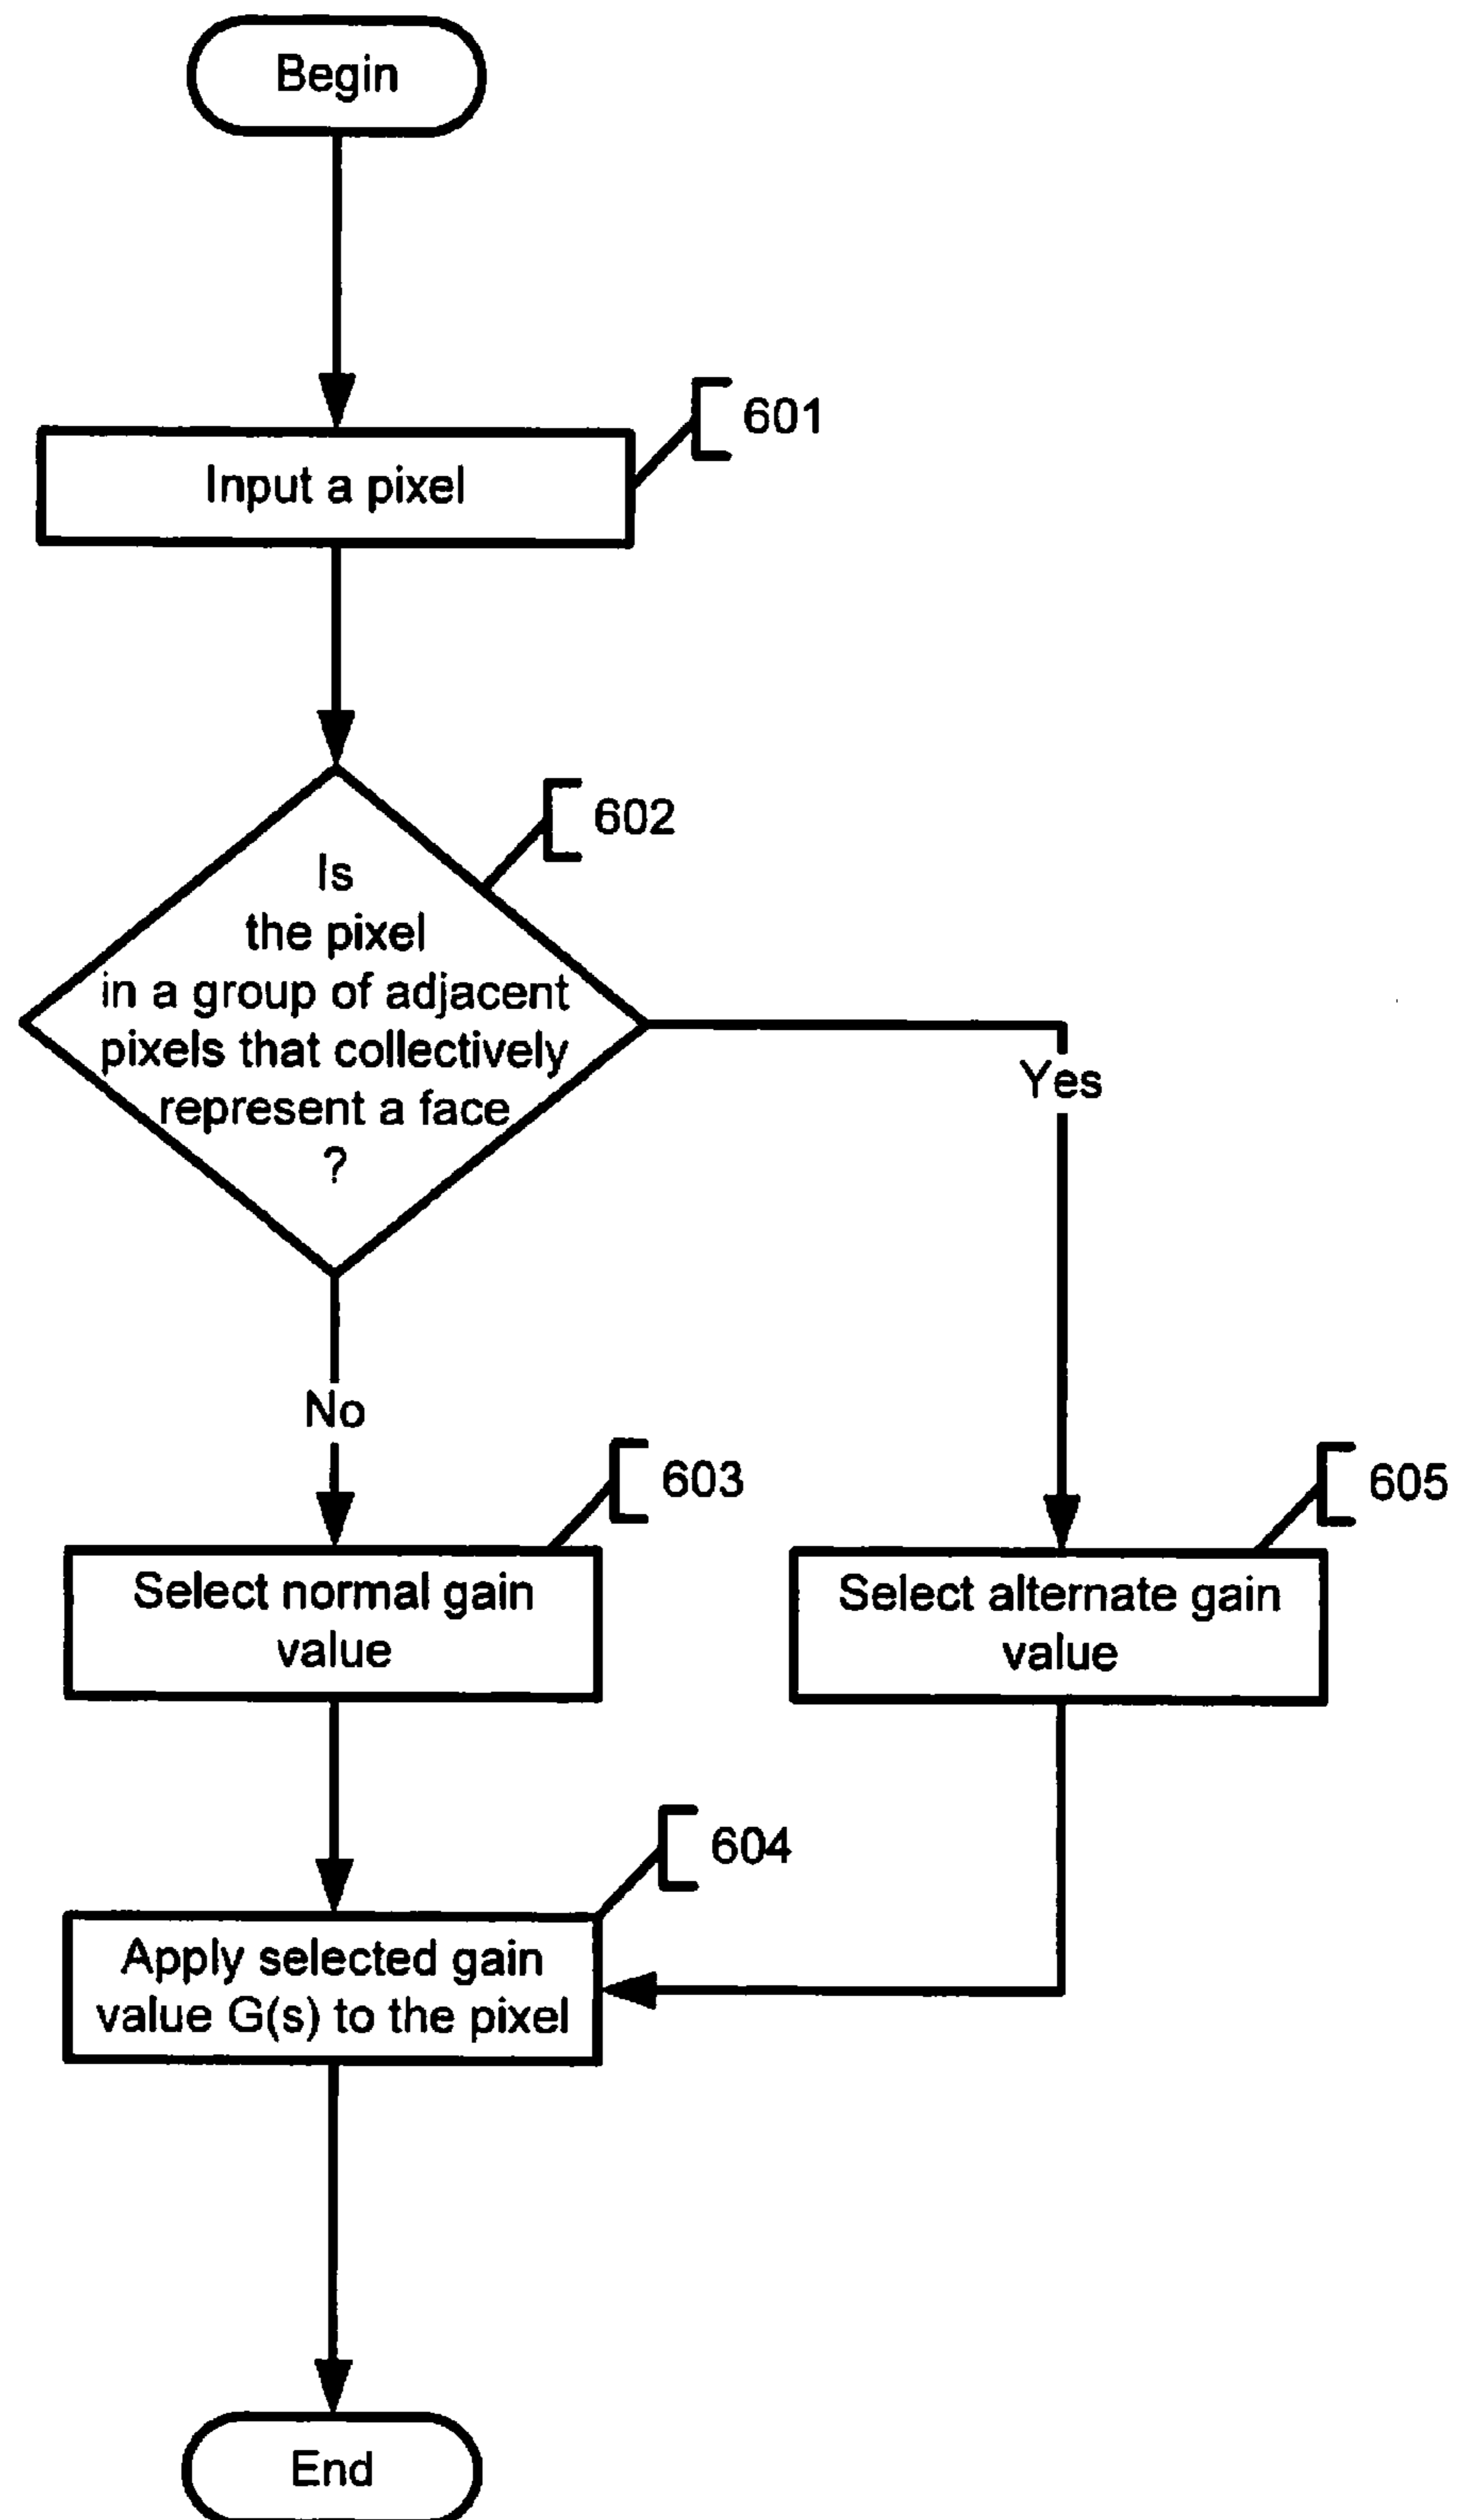 Begin
601
Input a pixel
602
Is
the pixel
in a group of adjacent
pixels that collectively
represent a face
?
Yes
No
603
605
Select normal gain
value
Select alternate gain
value
604
Apply selected gain
value G(s) to the pixel
End